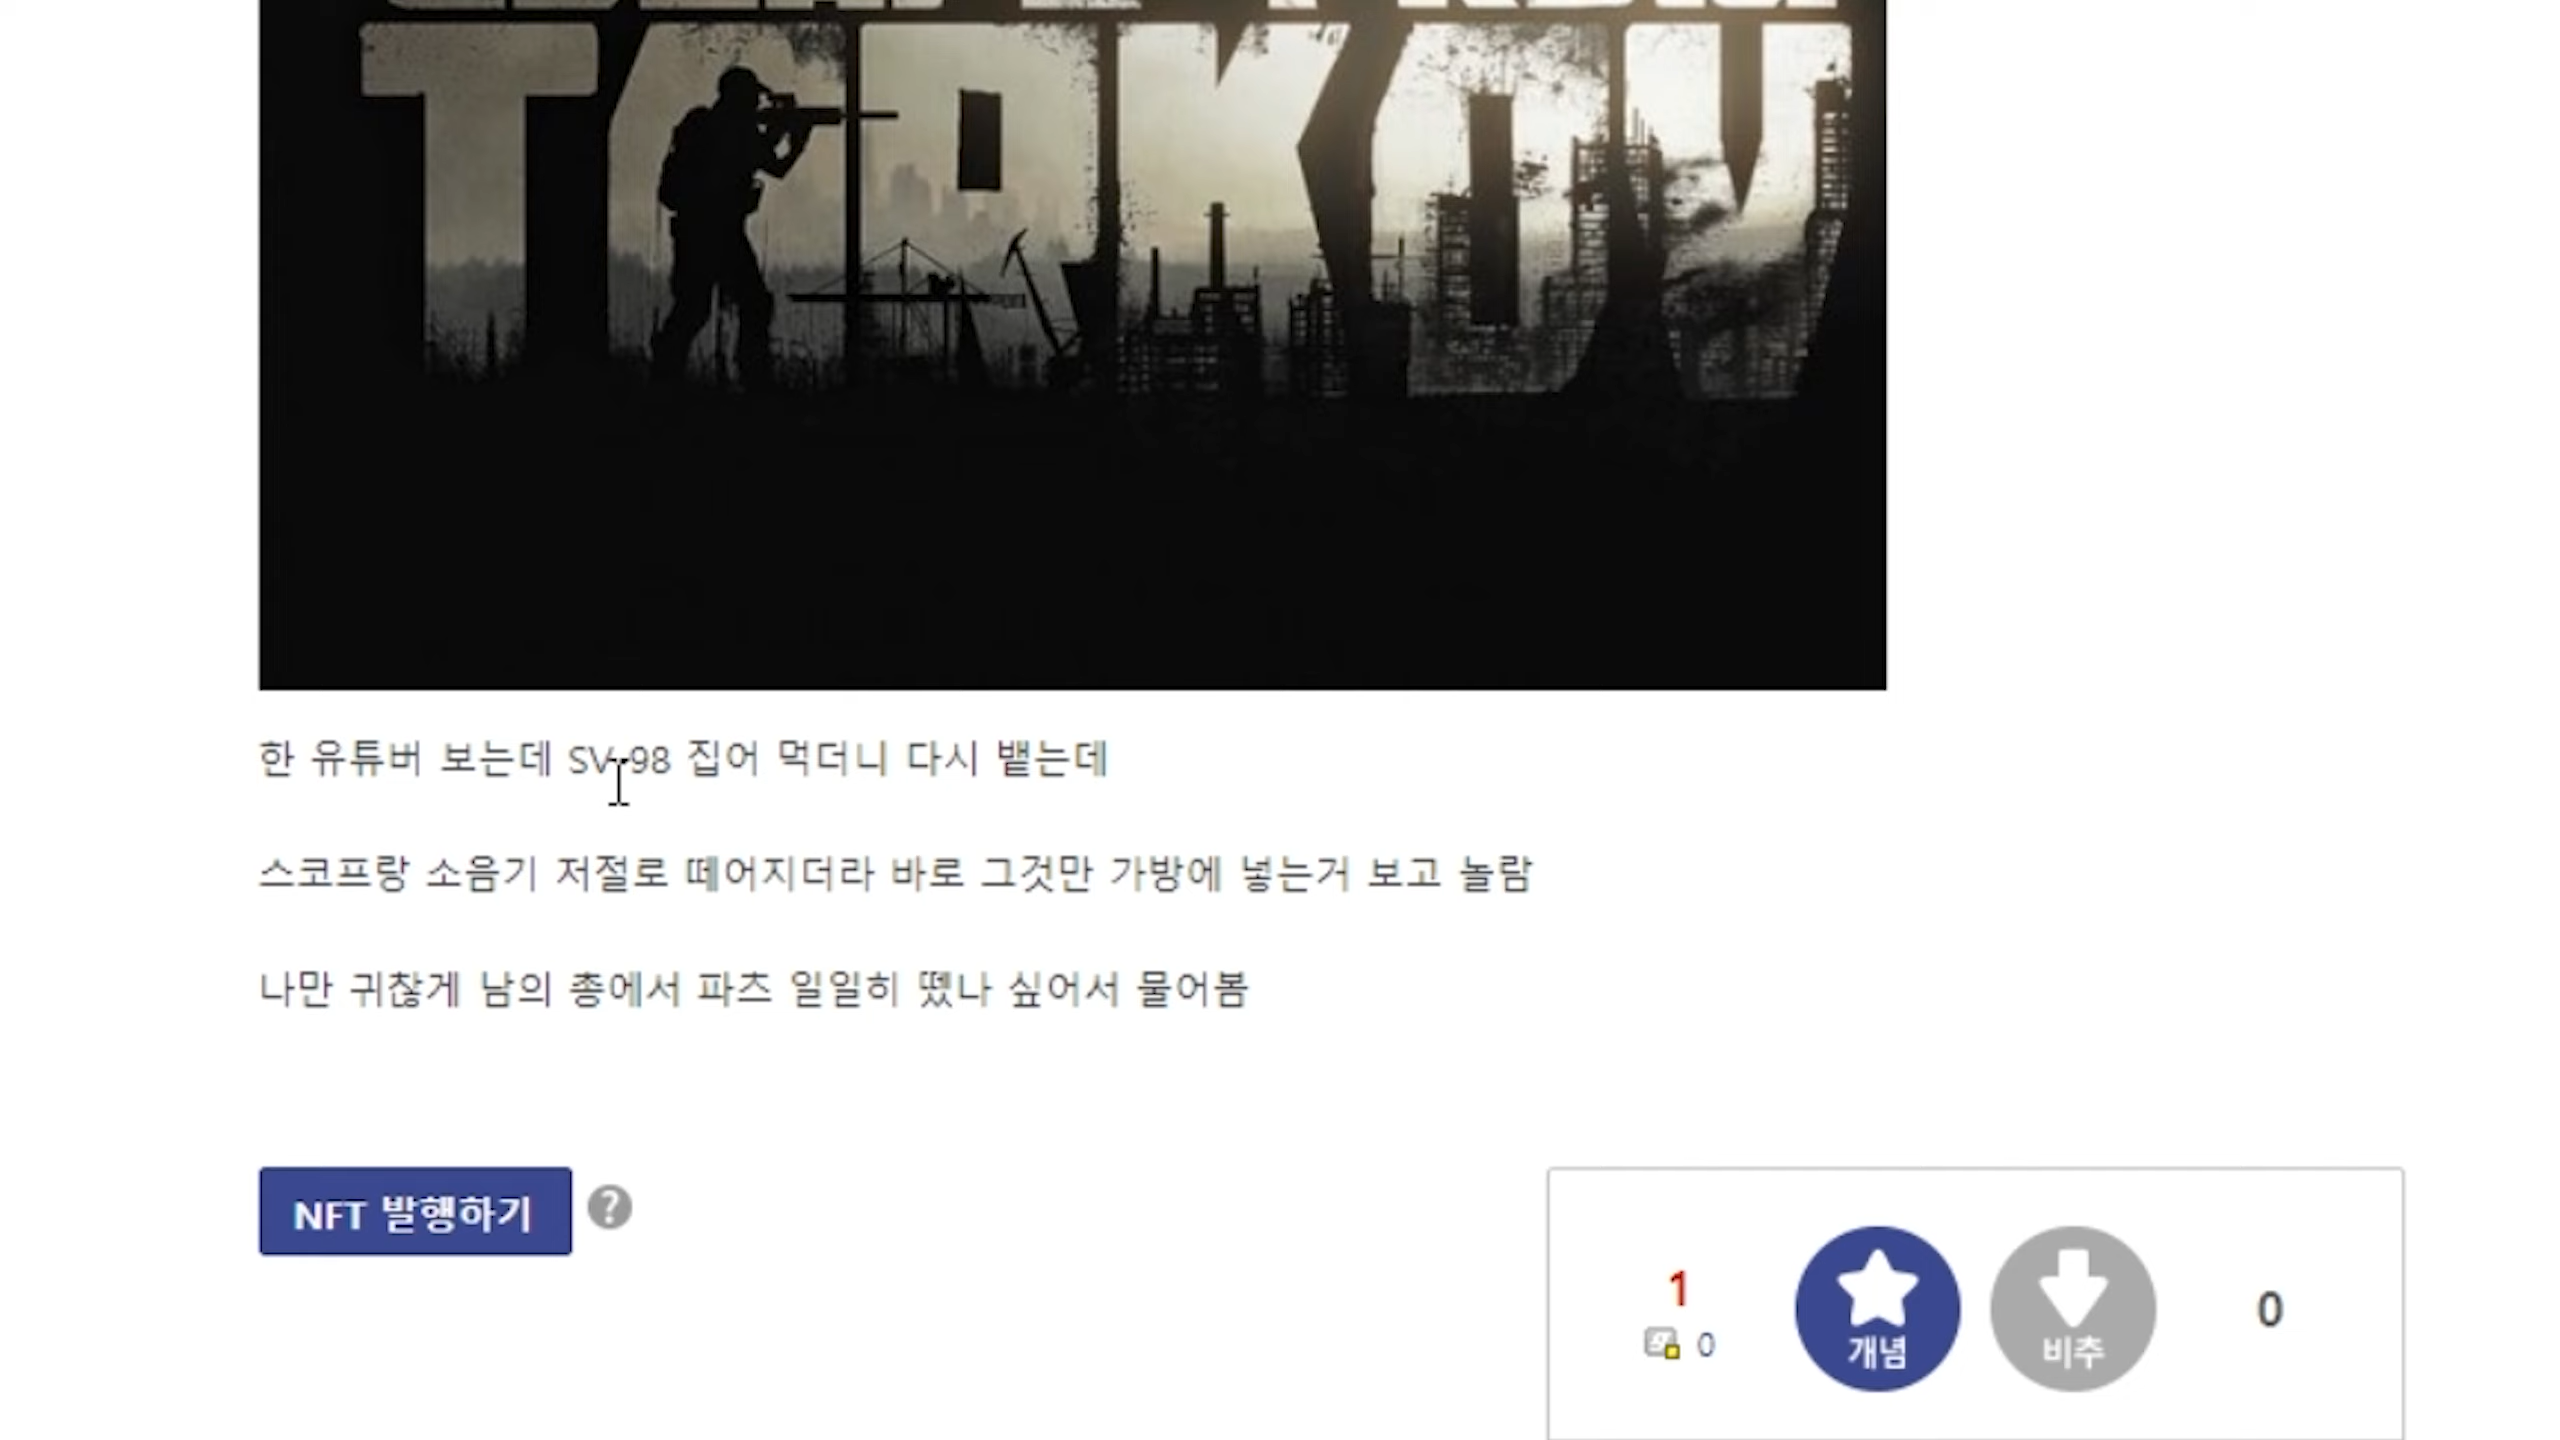 TARKOV
한 유튜버 보는데 SV-98 집어 먹더니 다시 뱉는데
스코프랑 소음기 저절로 떼어지더라 바로 그것만 가방에 넣는거 보고 놀람
나만 귀찮게 남의 총에서 파츠 일일히 뗐나 싶어서 물어봄
NFT 발행하기 ?
1
0
개념
비추
0